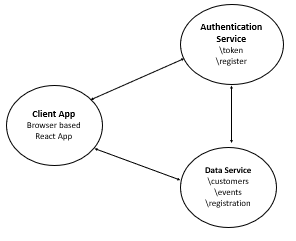 Authentication
Service
\token
\register
Client App
Browser based
React App
Data Service
\customers
\events
\registration